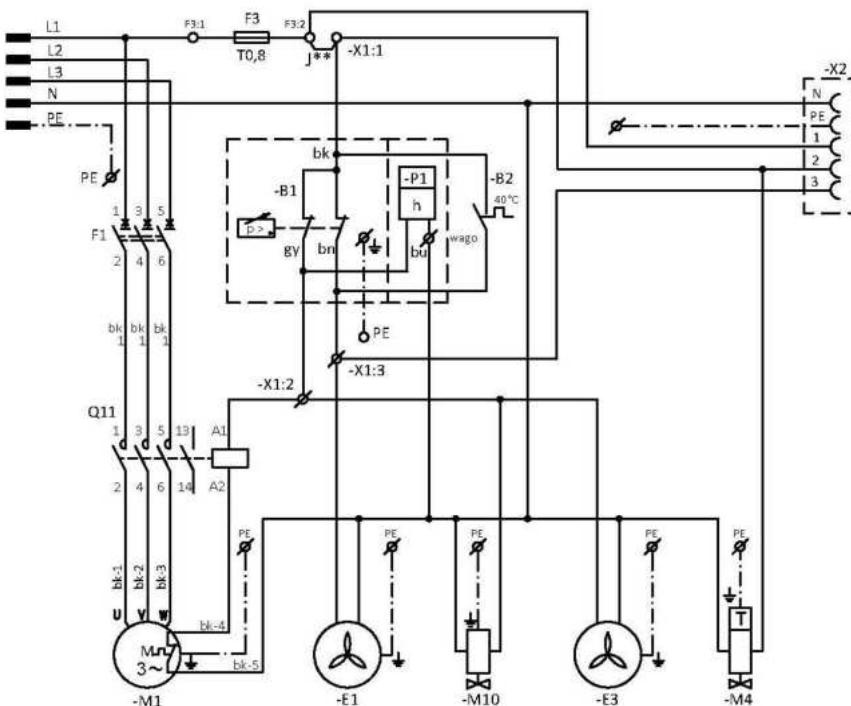 L1
F3:1
F3
F3:2
T0,8
J**
-X1:1
L2
L3
N
PE
-X2
N
PE
1
2
3
PE
bk
-P1
h
-B2
40°C
-B1
p >
gy
bn
bu
wago
1
3
5
F1
2
4
6
PE
bk
1
bk
1
bk
1
-X1:3
-X1:2
Q11
1
3
5
13
A1
2
4
6
14
A2
PE
PE
PE
PE
PE
bk-1
bk-2
bk-3
U
V
W
bk-4
M
3~
bk-5
T
-M1
-E1
-M10
-E3
-M4